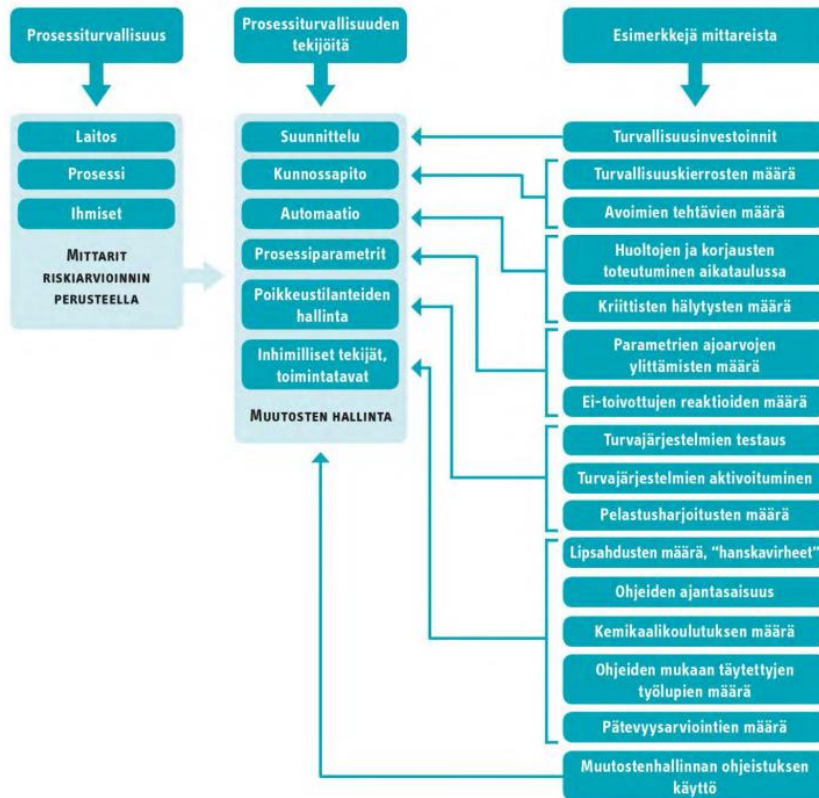 Prosessiturvallisuus
Laitos
Prosessi
Ihmiset
MITTARIT
RISKIARVIOINNIN
PERUSTEELLA
Prosessiturvallisuuden
tekijöitä
Suunnittelu
Kunnossapito
Automaatio
Prosessiparametrit
Poikkeustilanteiden
hallinta
Inhimilliset tekijät,
toimintatavat
MUUTOSTEN HALLINTA
Esimerkkejä mittareista
Turvallisuusinvestoinnit
Turvallisuuskierrosten määrä
Avoimien tehtävien määrä
Huoltojen ja korjausten
toteutuminen aikataulussa
Kriittisten hälytysten määrä
Parametrien ajoarvojen
ylittämisten määrä
Ei-toivottujen reaktioiden määrä
Turvajärjestelmien testaus
Turvajärjestelmien aktivoituminen
Pelastusharjoitusten määrä
Lipsahdusten määrä, "hanskavirheet"
Ohjeiden ajantasaisuus
Kemikaalikoulutuksen määrä
Ohjeiden mukaan täytettyjen
työlupien määrä
Pätevyysarviointien määrä
Muutostenhallinnan ohjeistuksen
käyttö